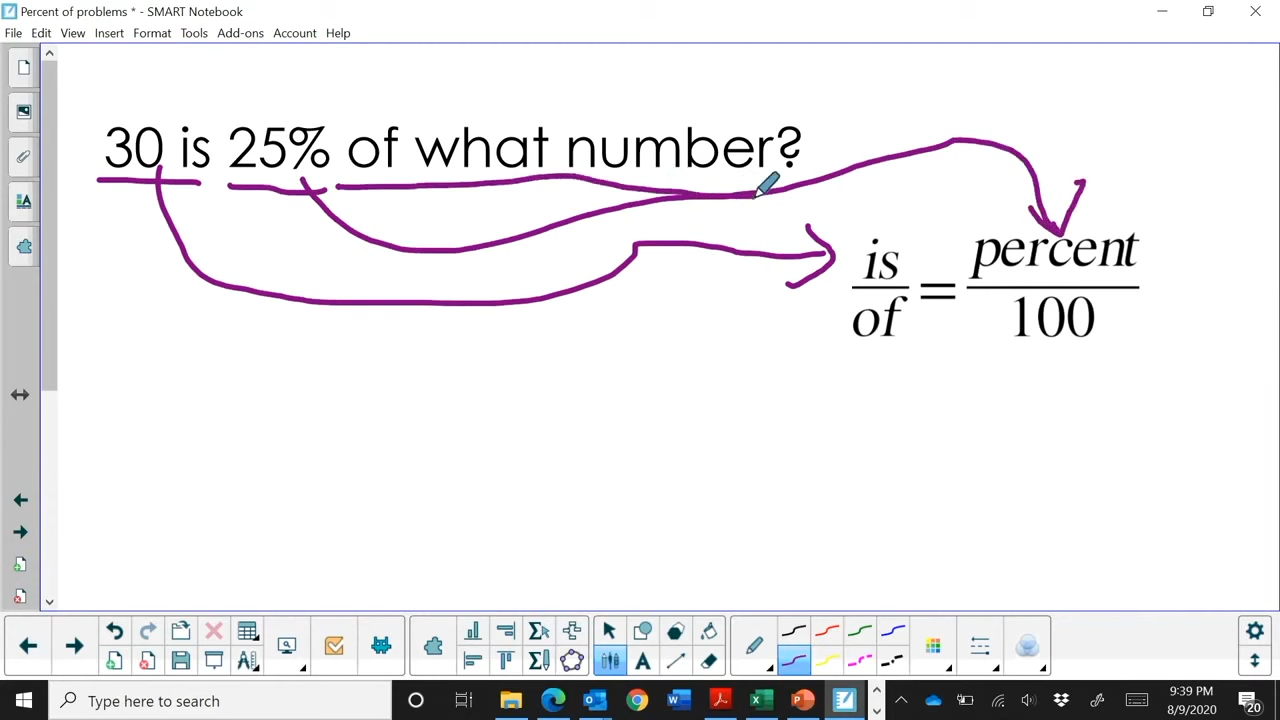 Percent of problems * - SMART Notebook
File Edit View Insert Format Tools Add-ons Account Help
30 is 25% of what number?
is percent
=
of 100
A
Type here to search
9:39 PM
8/9/2020
20